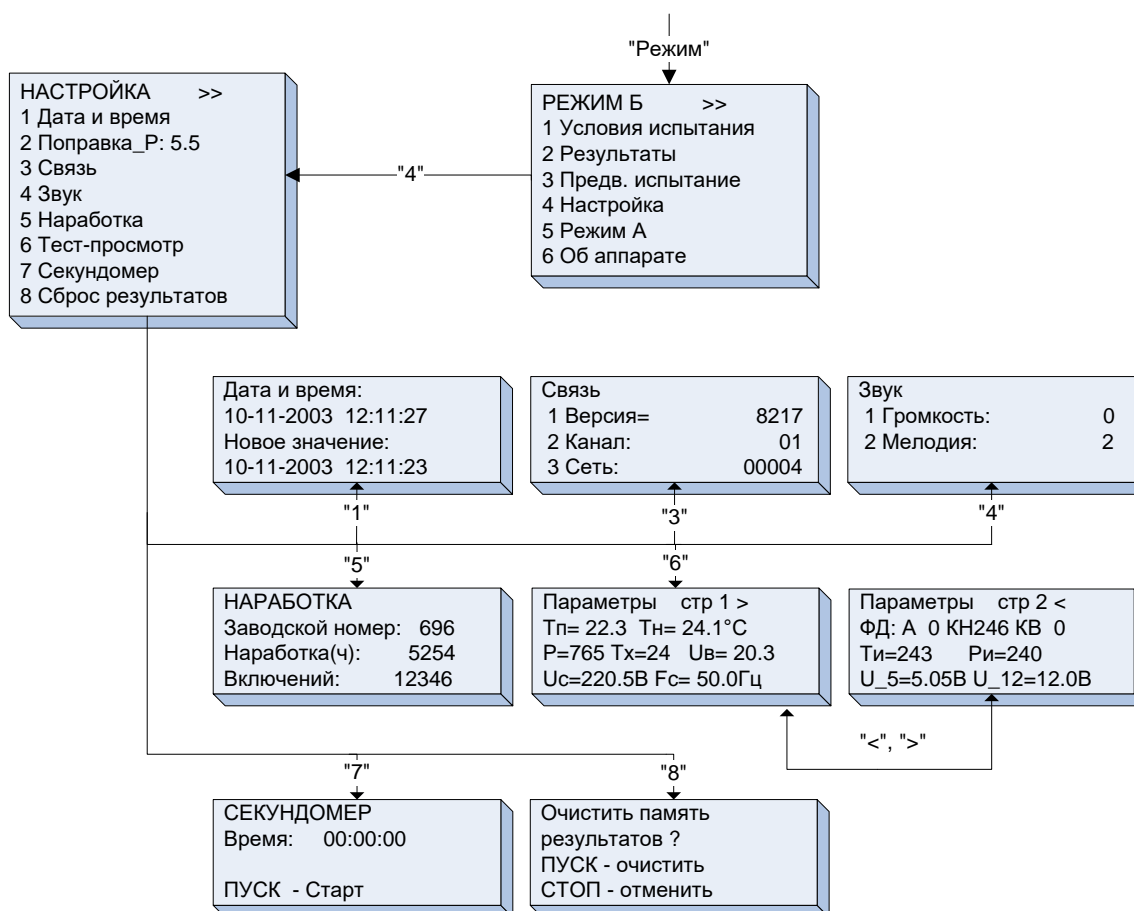 "Режим"
НАСТРОЙКА >>
1 Дата и время
2 Поправка_Р: 5.5
3 Связь
4 Звук
5 Наработка
6 Тест-просмотр
7 Секундомер
8 Сброс результатов
"4"
РЕЖИМ Б >>
1 Условия испытания
2 Результаты
3 Предв. испытание
4 Настройка
5 Режим А
6 Об аппарате
Дата и время:
10-11-2003 12:11:27
Новое значение:
10-11-2003 12:11:23
Связь
1 Версия= 8217
2 Канал: 01
3 Сеть: 00004
Звук
1 Громкость: 0
2 Мелодия: 2
"1"
"3"
"4"
"5"
"6"
НАРАБОТКА
Заводской номер: 696
Наработка(ч): 5254
Включений: 12346
Параметры стр 1 >
Тп= 22.3 Тн= 24.1°C
Р=765 Тх=24 Uв= 20.3
Uс=220.5В Fс= 50.0Гц
Параметры стр 2 <
ФД: А 0 КН246 КВ 0
Ти=243 Ри=240
U_5=5.05В U_12=12.0В
"<", ">"
"7"
"8"
СЕКУНДОМЕР
Время: 00:00:00
ПУСК - Старт
Очистить память
результатов ?
ПУСК - очистить
СТОП - отменить